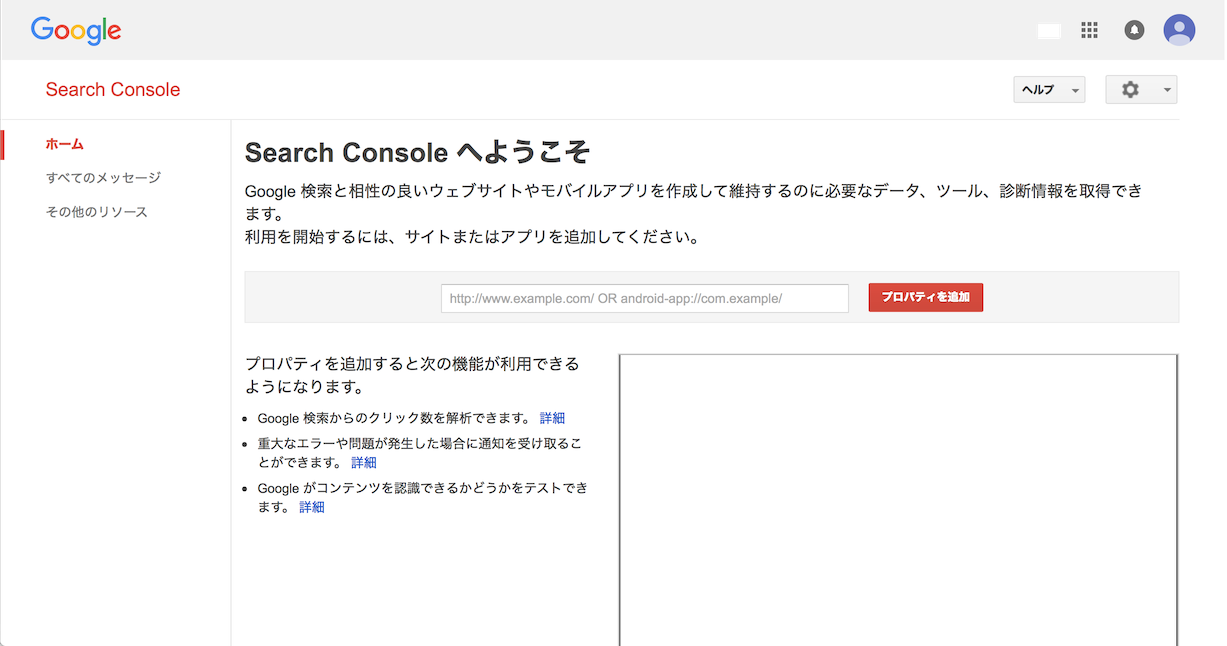 Google
Search Console
ヘルプ
ホーム
すべてのメッセージ
その他のリソース
Search Console へようこそ
Google 検索と相性の良いウェブサイトやモバイルアプリを作成して維持するのに必要なデータ、ツール、診断情報を取得でき
ます。
利用を開始するには、サイトまたはアプリを追加してください。
http://www.example.com/ OR android-app://com.example/
プロパティを追加
プロパティを追加すると次の機能が利用できる
ようになります。
Google 検索からのクリック数を解析できます。 詳細
重大なエラーや問題が発生した場合に通知を受け取るこ
とができます。 詳細
Google がコンテンツを認識できるかどうかをテストでき
ます。 詳細